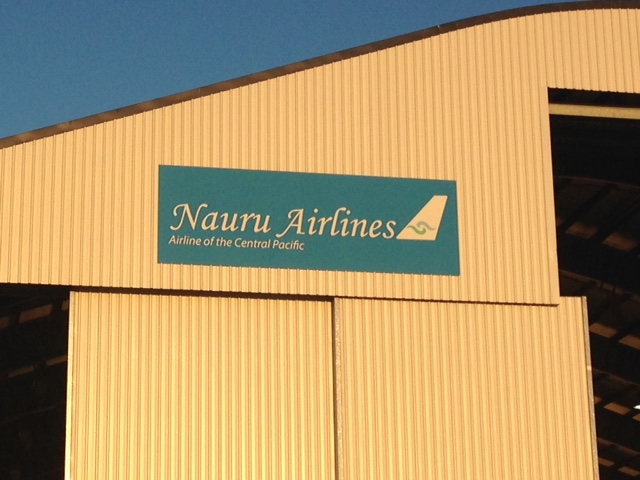 Nauru Airlines
Airline of the Central Pacific